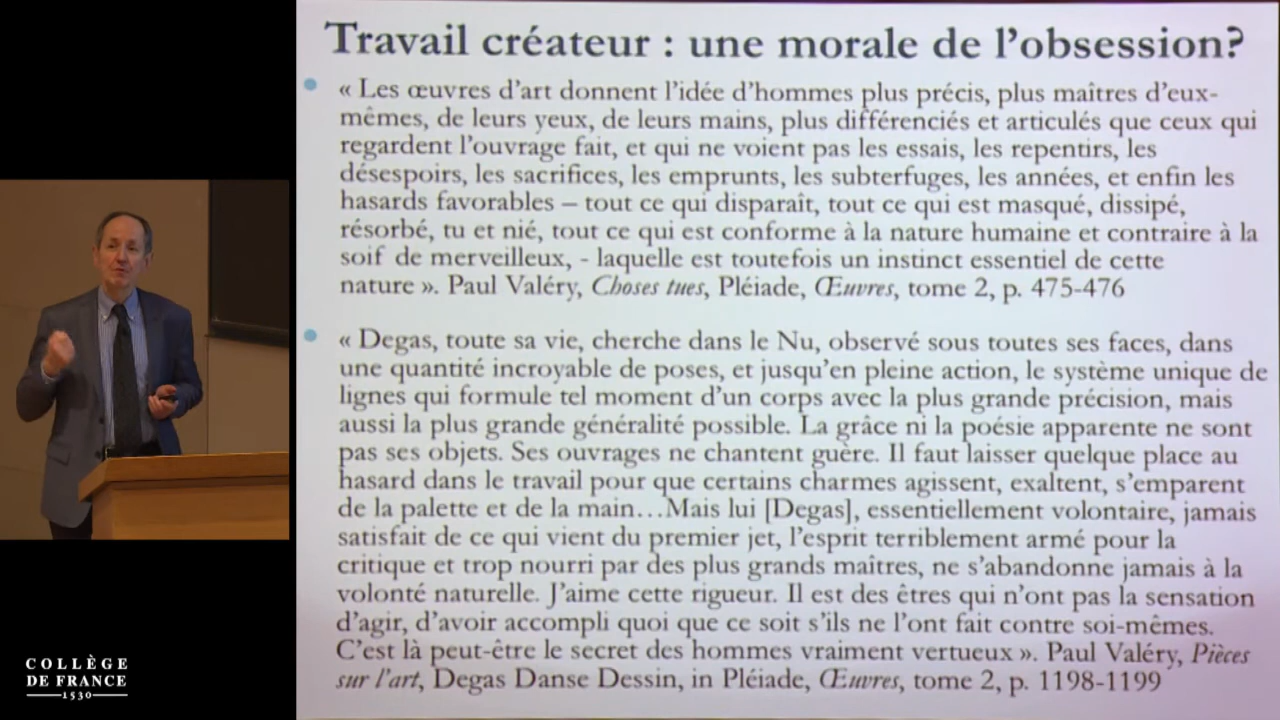 Travail créateur : une morale de l'obsession?
« Les œuvres d'art donnent l'idée d'hommes plus précis, plus maîtres d'eux-
mêmes, de leurs yeux, de leurs mains, plus différenciés et articulés que ceux qui
regardent l'ouvrage fait, et qui ne voient pas les essais, les repentirs, les
désespoirs, les sacrifices, les emprunts, les subterfuges, les années, et enfin les
hasards favorables – tout ce qui disparaît, tout ce qui est masqué, dissipé,
résorbé, tu et nié, tout ce qui est conforme à la nature humaine et contraire à la
soif de merveilleux, - laquelle est toutefois un instinct essentiel de cette
nature ». Paul Valéry, Choses tues, Pléiade, Œuvres, tome 2, p. 475-476
« Degas, toute sa vie, cherche dans le Nu, observé sous toutes ses faces, dans
une quantité incroyable de poses, et jusqu'en pleine action, le système unique de
lignes qui formule tel moment d'un corps avec la plus grande précision, mais
aussi la plus grande généralité possible. La grâce ni la poésie apparente ne sont
pas ses objets. Ses ouvrages ne chantent guère. Il faut laisser quelque place au
hasard dans le travail pour que certains charmes agissent, exaltent, s'emparent
de la palette et de la main…Mais lui [Degas], essentiellement volontaire, jamais
satisfait de ce qui vient du premier jet, l'esprit terriblement armé pour la
critique et trop nourri par des plus grands maîtres, ne s'abandonne jamais à la
volonté naturelle. J'aime cette rigueur. Il est des êtres qui n'ont pas la sensation
d'agir, d'avoir accompli quoi que ce soit s'ils ne l'ont fait contre soi-mêmes.
C'est là peut-être le secret des hommes vraiment vertueux ». Paul Valéry, Pièces
sur l'art, Degas Danse Dessin, in Pléiade, Œuvres, tome 2, p. 1198-1199
COLLÈGE
DE FRANCE
1530